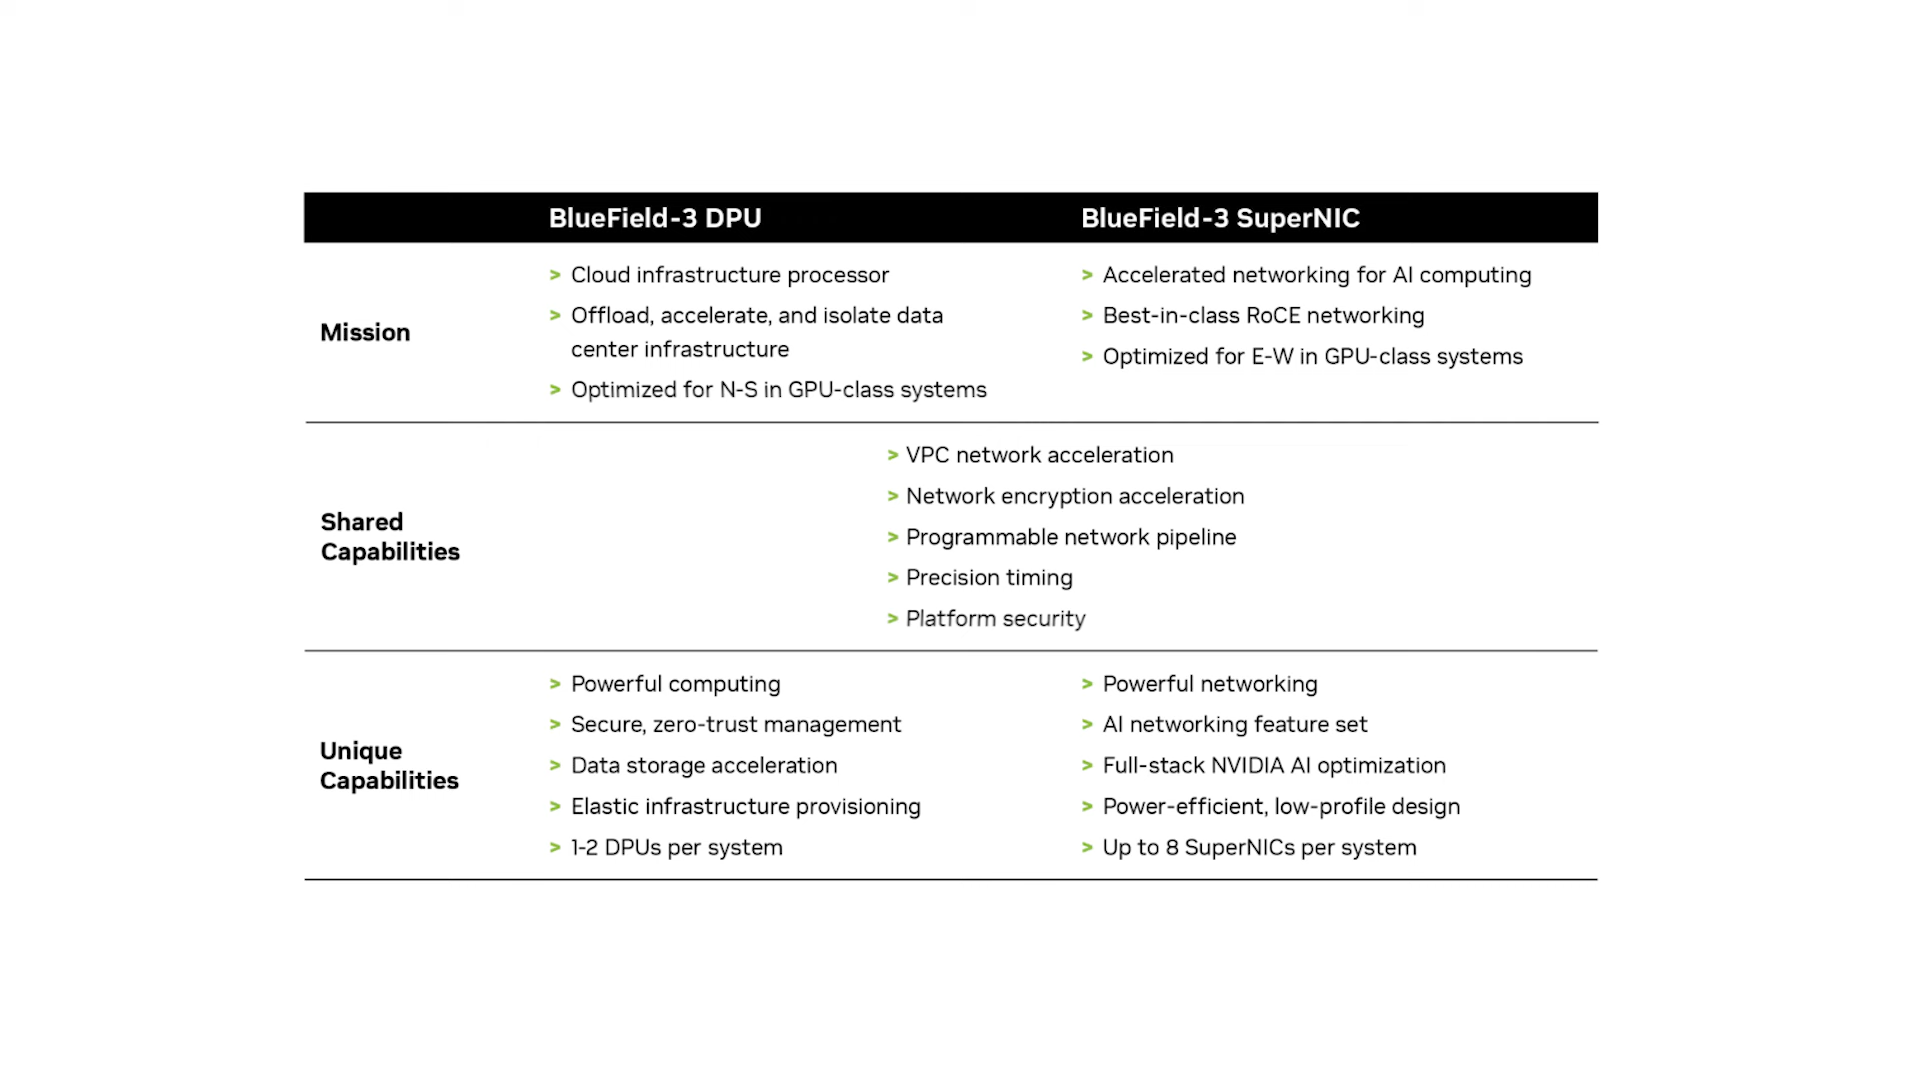 BlueField-3 DPU
BlueField-3 SuperNIC
Mission
> Cloud infrastructure processor
> Offload, accelerate, and isolate data
center infrastructure
> Optimized for N-S in GPU-class systems
> Accelerated networking for AI computing
> Best-in-class RoCE networking
> Optimized for E-W in GPU-class systems
Shared
Capabilities
> VPC network acceleration
> Network encryption acceleration
> Programmable network pipeline
> Precision timing
> Platform security
Unique
Capabilities
> Powerful computing
> Secure, zero-trust management
> Data storage acceleration
> Elastic infrastructure provisioning
> 1-2 DPUs per system
> Powerful networking
> AI networking feature set
> Full-stack NVIDIA AI optimization
> Power-efficient, low-profile design
> Up to 8 SuperNICs per system